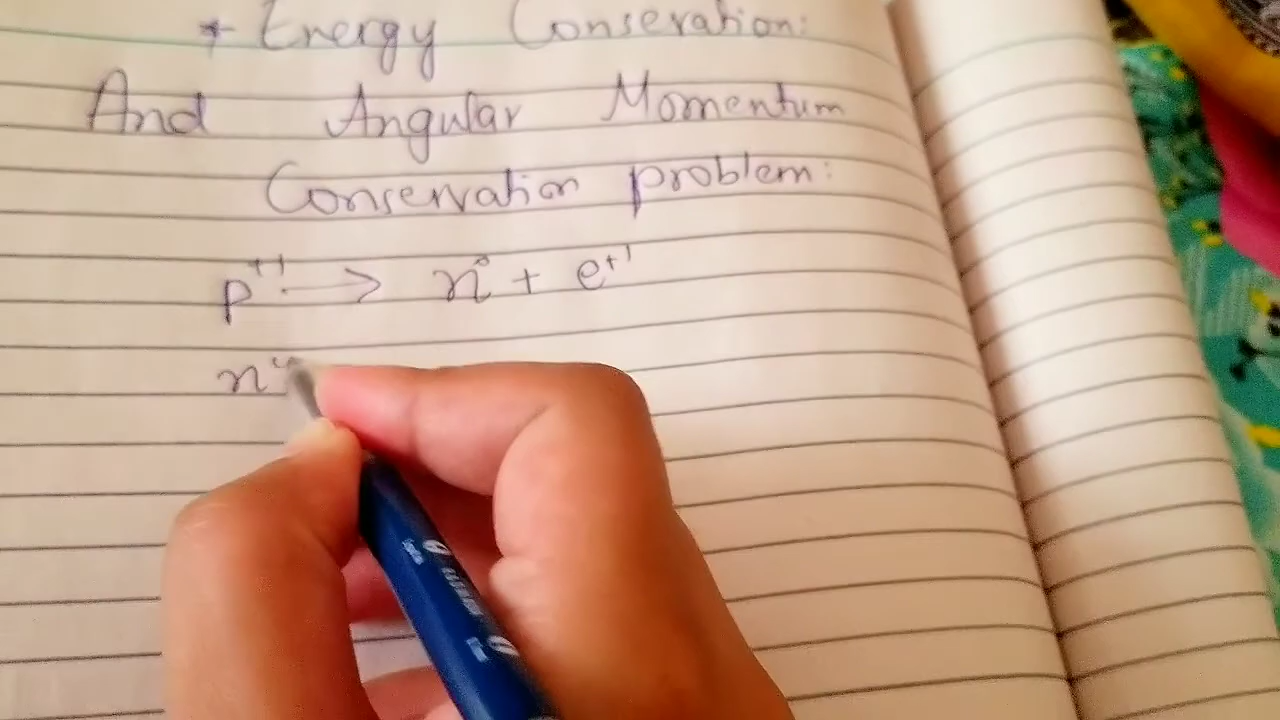 * Energy Conservation:
And Angular Momentum
Conservation problem:
p⁺¹ → n⁰ + e⁺¹
n